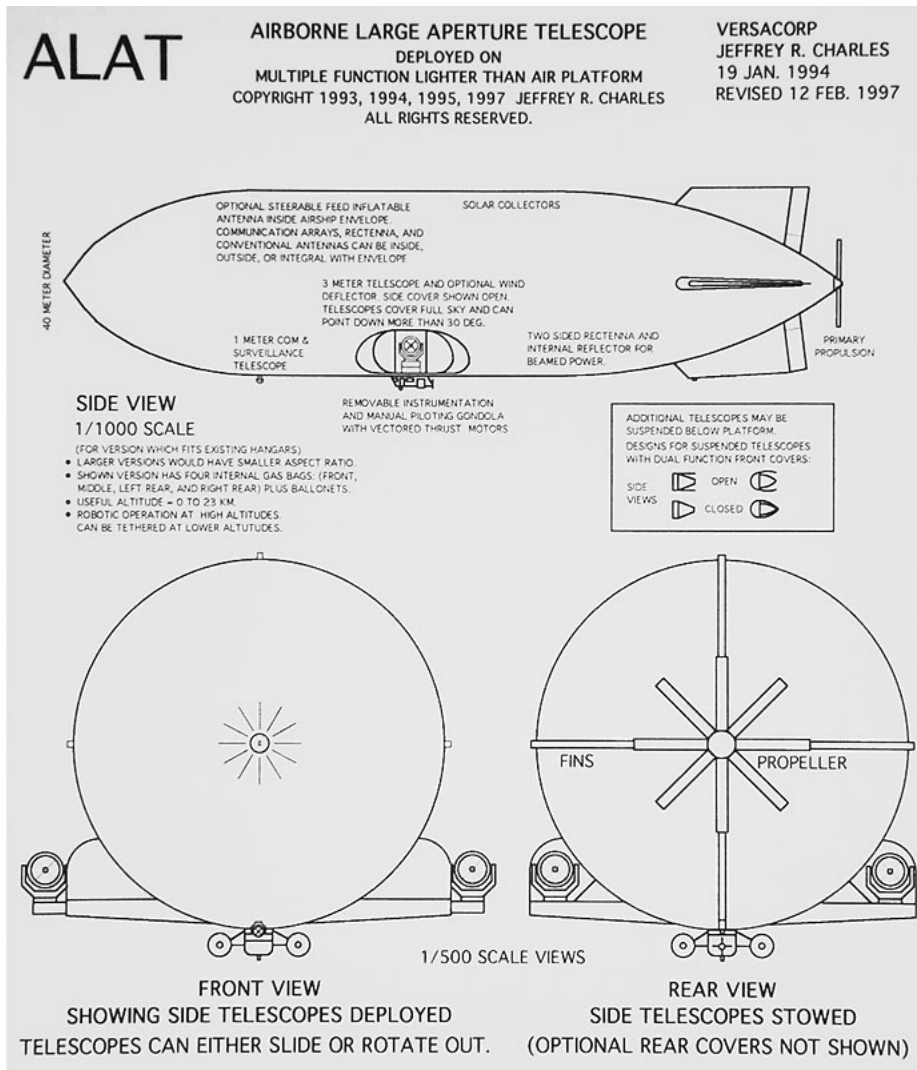 ALAT
AIRBORNE LARGE APERTURE TELESCOPE
DEPLOYED ON
MULTIPLE FUNCTION LIGHTER THAN AIR PLATFORM
COPYRIGHT 1993, 1994, 1995, 1997 JEFFREY R. CHARLES
ALL RIGHTS RESERVED.
VERSACORP
JEFFREY R. CHARLES
19 JAN. 1994
REVISED 12 FEB. 1997
40 METER DIAMETER
OPTIONAL STEERABLE FEED INFLATABLE
ANTENNA INSIDE AIRSHIP ENVELOPE.
COMMUNICATION ARRAYS, RECTENNA, AND
CONVENTIONAL ANTENNAS CAN BE INSIDE,
OUTSIDE, OR INTEGRAL WITH ENVELOPE
SOLAR COLLECTORS
3 METER TELESCOPE AND OPTIONAL WIND
DEFLECTOR. SIDE COVER SHOWN OPEN.
TELESCOPES COVER FULL SKY AND CAN
POINT DOWN MORE THAN 30 DEG.
1 METER COM &
SURVEILLANCE
TELESCOPE
TWO SIDED RECTENNA AND
INTERNAL REFLECTOR FOR
BEAMED POWER.
PRIMARY
PROPULSION
REMOVABLE INSTRUMENTATION
AND MANUAL PILOTING GONDOLA
WITH VECTORED THRUST MOTORS
SIDE VIEW
1/1000 SCALE
(FOR VERSION WHICH FITS EXISTING HANGARS)
• LARGER VERSIONS WOULD HAVE SMALLER ASPECT RATIO.
• SHOWN VERSION HAS FOUR INTERNAL GAS BAGS: (FRONT,
MIDDLE, LEFT REAR, AND RIGHT REAR) PLUS BALLONETS.
• USEFUL ALTITUDE = 0 TO 23 KM.
• ROBOTIC OPERATION AT HIGH ALTITUDES.
CAN BE TETHERED AT LOWER ALTUTUDES.
ADDITIONAL TELESCOPES MAY BE
SUSPENDED BELOW PLATFORM.
DESIGNS FOR SUSPENDED TELESCOPES
WITH DUAL FUNCTION FRONT COVERS:
SIDE
VIEWS
OPEN
CLOSED
FINS
PROPELLER
1/500 SCALE VIEWS
FRONT VIEW
SHOWING SIDE TELESCOPES DEPLOYED
TELESCOPES CAN EITHER SLIDE OR ROTATE OUT.
REAR VIEW
SIDE TELESCOPES STOWED
(OPTIONAL REAR COVERS NOT SHOWN)